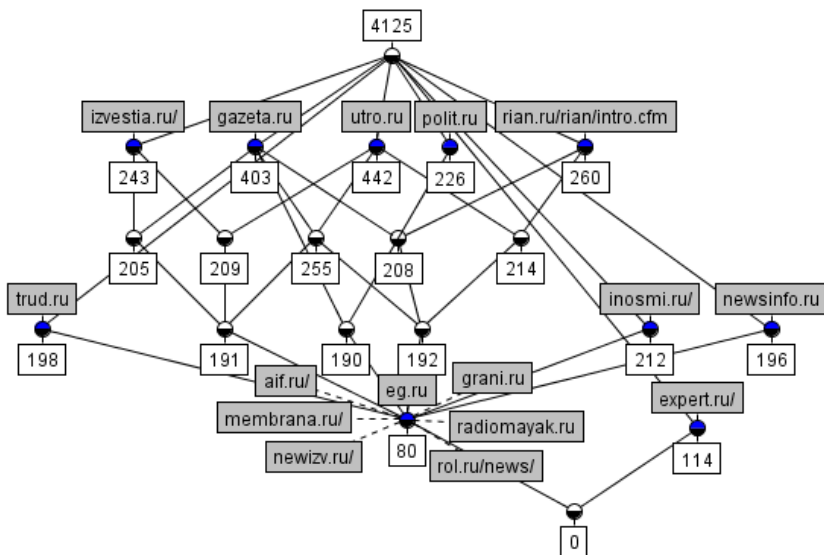 4125
izvestia.ru/
gazeta.ru
utro.ru
polit.ru
rian.ru/rian/intro.cfm
243
403
442
226
260
205
209
255
208
214
trud.ru
inosmi.ru/
newsinfo.ru
198
191
190
192
212
196
aif.ru/
eg.ru
grani.ru
expert.ru/
membrana.ru/
radiomayak.ru
newizv.ru/
80
rol.ru/news/
114
0